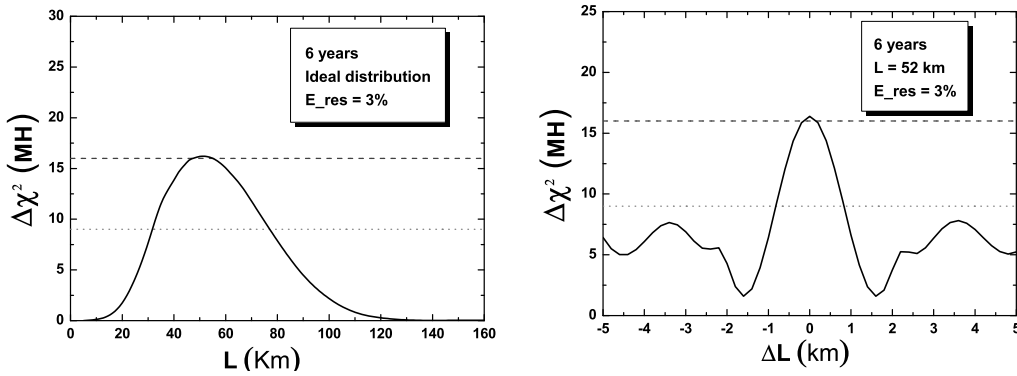 30
25
20
15
10
5
0
Δχ² (MH)
6 years
Ideal distribution
E_res = 3%
0 20 40 60 80 100 120 140 160
L (Km)
25
20
15
10
5
0
Δχ² (MH)
6 years
L = 52 km
E_res = 3%
-5 -4 -3 -2 -1 0 1 2 3 4 5
ΔL (km)